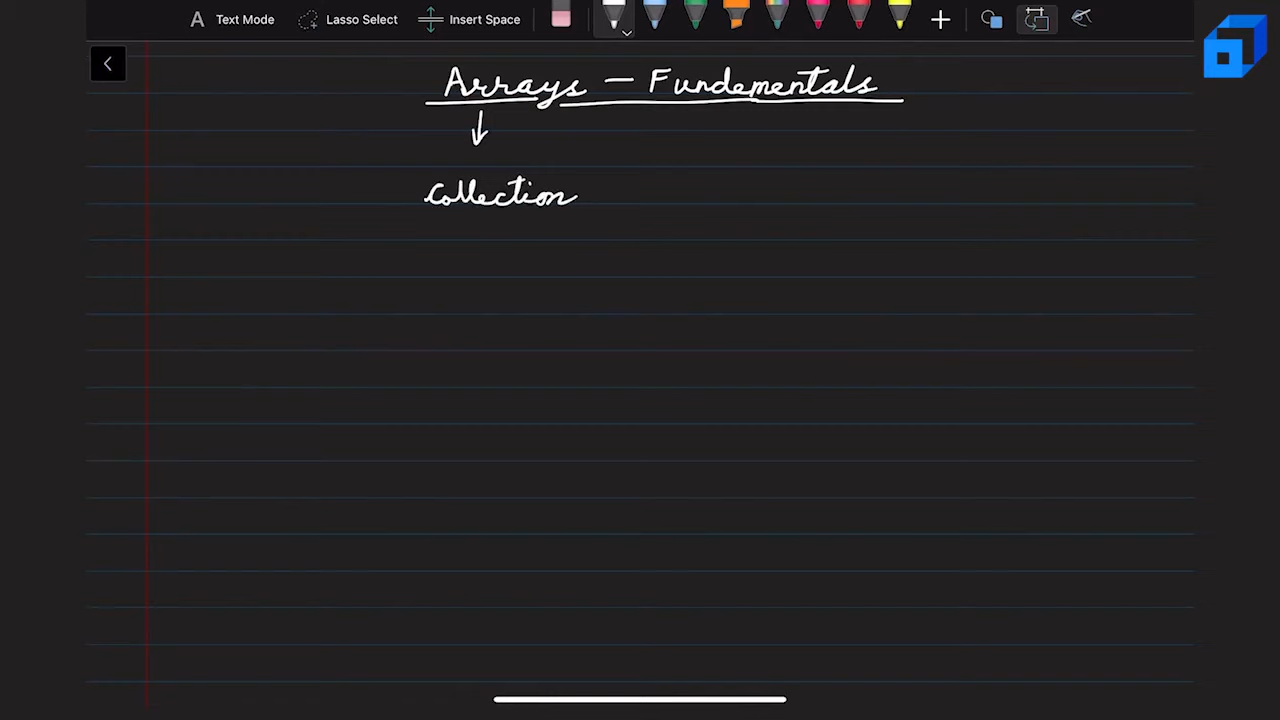 Text Mode Lasso Select Insert Space
Arrays - Fundementals
Collection